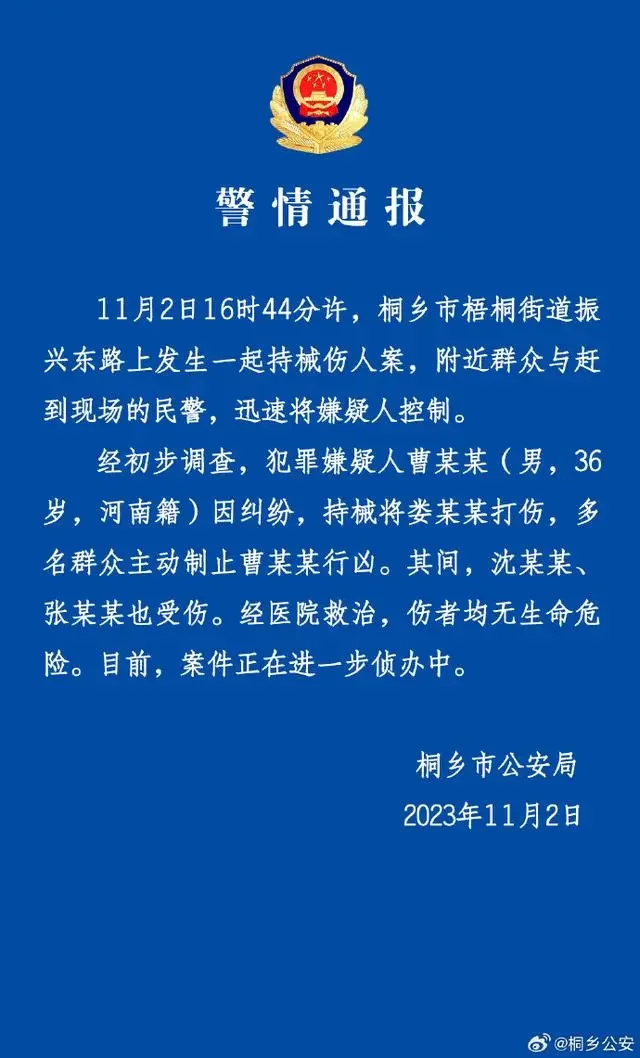 警情通报
11月2日16时44分许，桐乡市梧桐街道振
兴东路上发生一起持械伤人案，附近群众与赶
到现场的民警，迅速将嫌疑人控制。
经初步调查，犯罪嫌疑人曹某某（男，36
岁，河南籍）因纠纷，持械将娄某某打伤，多
名群众主动制止曹某某行凶。其间，沈某某、
张某某也受伤。经医院救治，伤者均无生命危
险。目前，案件正在进一步侦办中。
桐乡市公安局
2023年11月2日
@桐乡公安